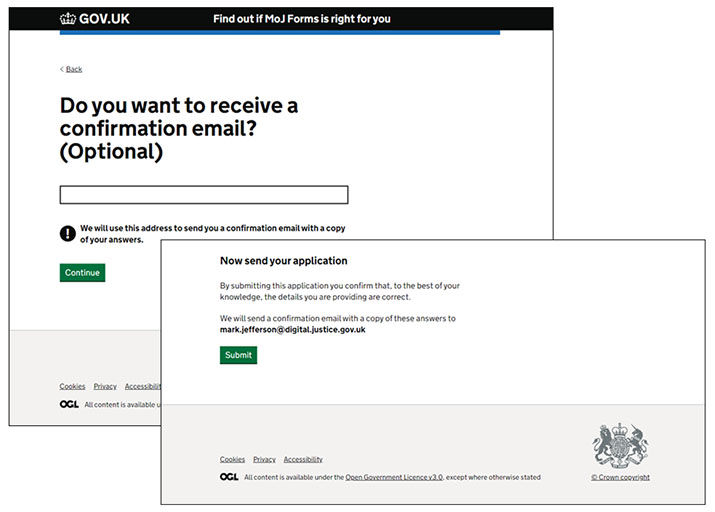 GOV.UK Find out if MoJ Forms is right for you
Back
Do you want to receive a
confirmation email?
(Optional)
We will use this address to send you a confirmation email with a copy
of your answers.
Continue
Cookies Privacy
OGL All content is available
Now send your application
By submitting this application you confirm that, to the best of your
knowledge, the details you are providing are correct.
We will send a confirmation email with a copy of these answers to
mark.jefferson@digital.justice.gov.uk
Submit
Cookies Privacy Accessibility
OGL All content is available under the Open Government Licence v3.0, except where otherwise stated
© Crown copyright